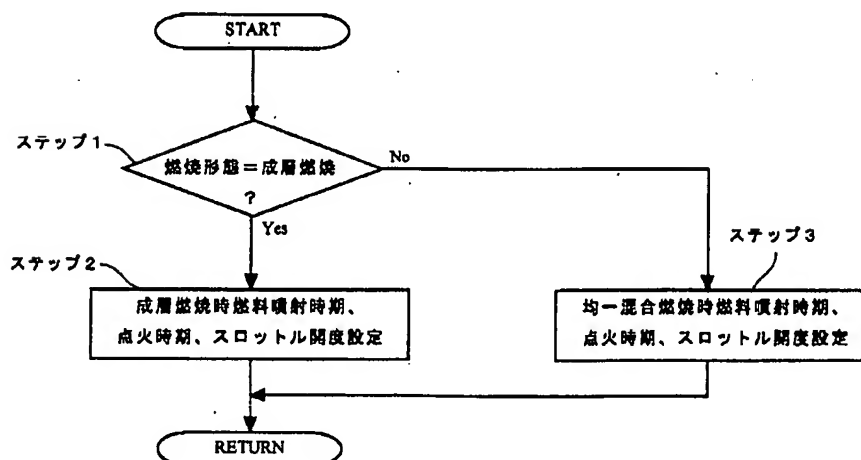 START
ステップ1
燃焼形態=成層燃焼
?
No
Yes
ステップ2
ステップ3
成層燃焼時燃料噴射時期、
点火時期、スロットル開度設定
均一混合燃焼時燃料噴射時期、
点火時期、スロットル開度設定
RETURN